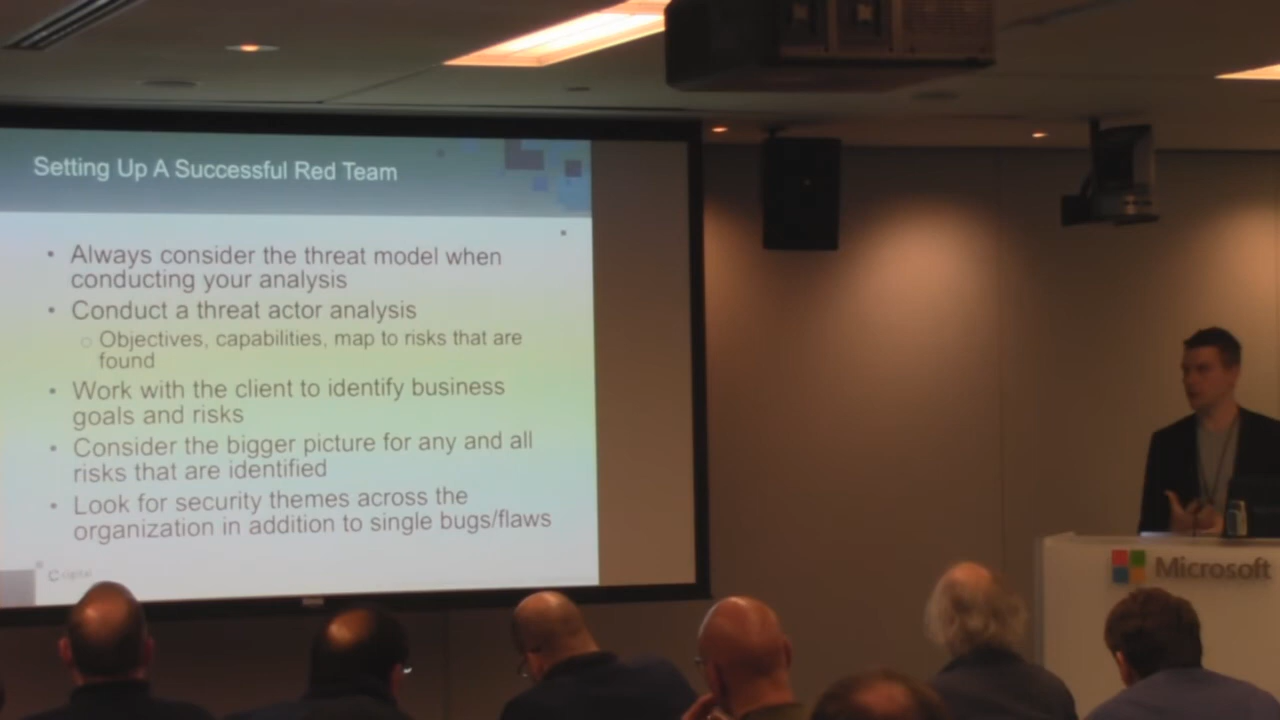 Setting Up A Successful Red Team
• Always consider the threat model when
conducting your analysis
• Conduct a threat actor analysis
○ Objectives, capabilities, map to risks that are
found
• Work with the client to identify business
goals and risks
• Consider the bigger picture for any and all
risks that are identified
• Look for security themes across the
organization in addition to single bugs/flaws
Microsoft